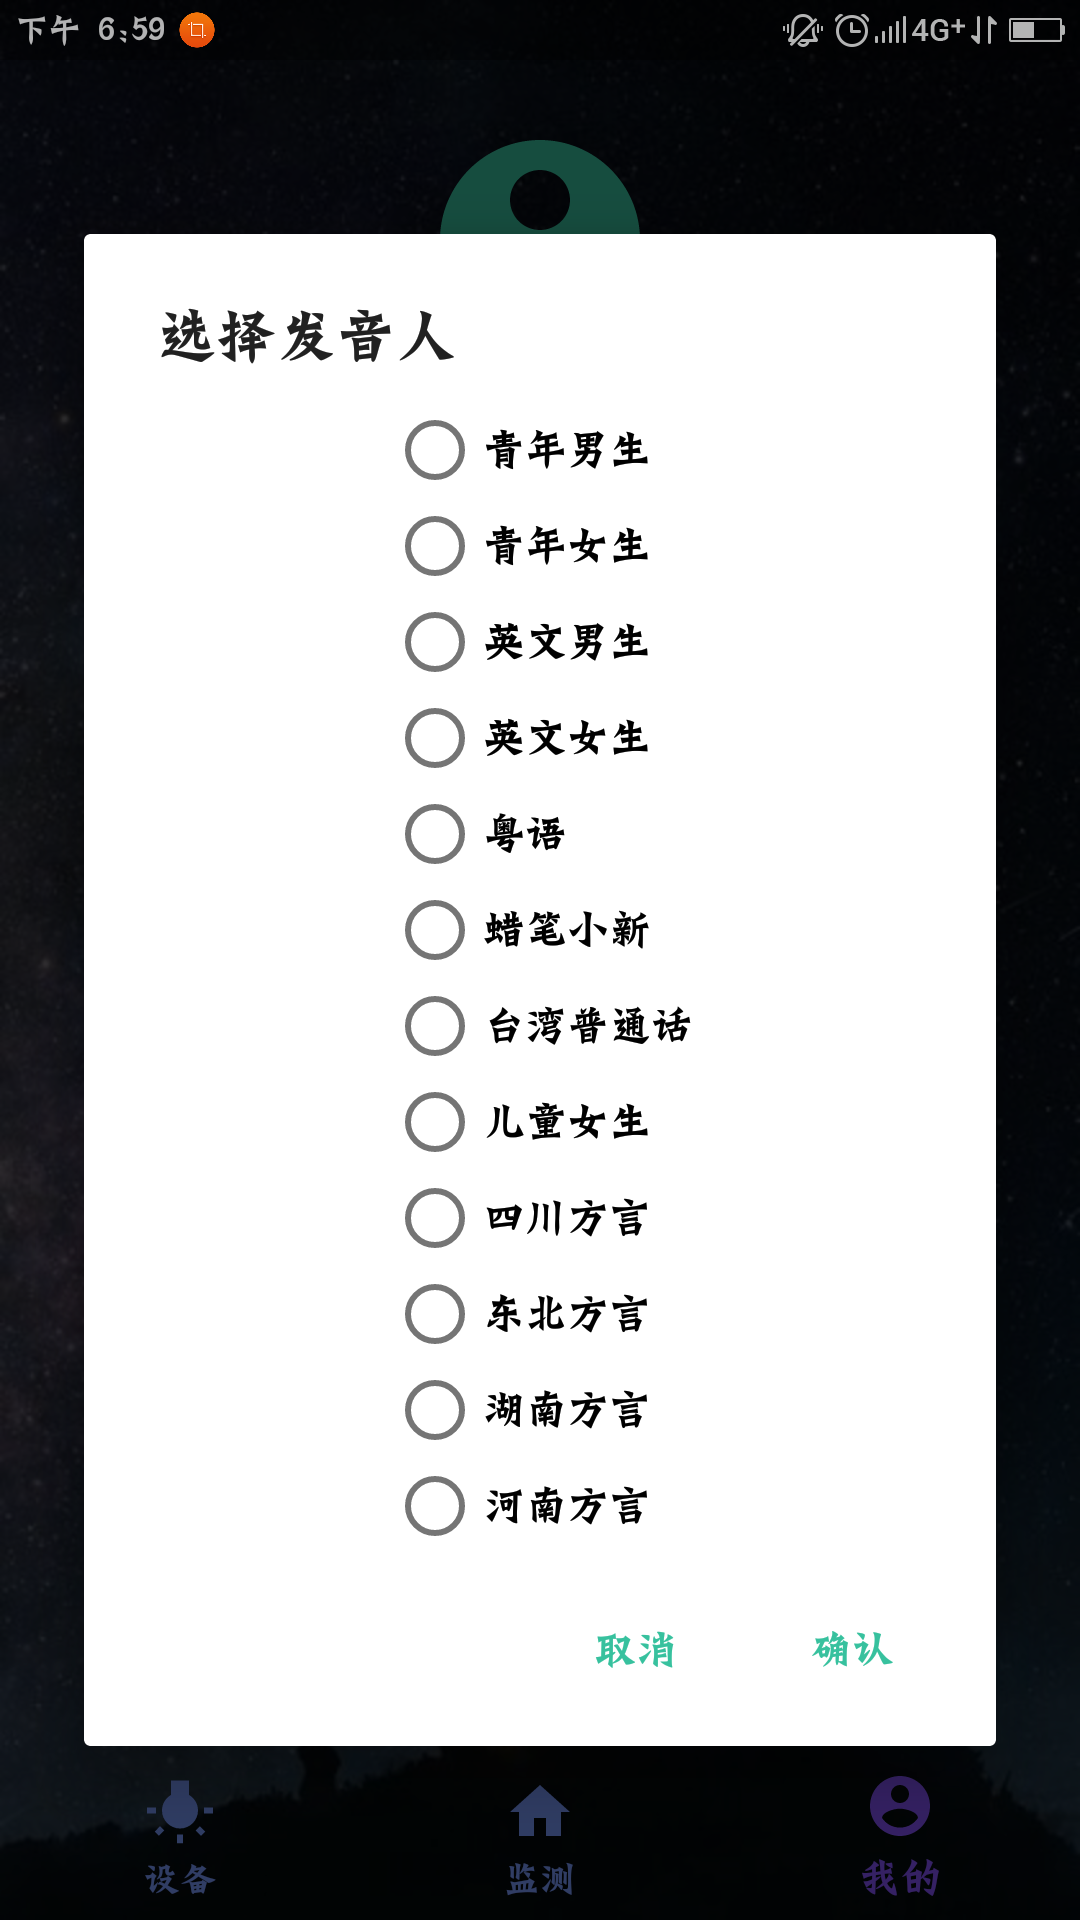 下午 6:59 4G+
选择发音人
青年男生
青年女生
英文男生
英文女生
粤语
蜡笔小新
台湾普通话
儿童女生
四川方言
东北方言
湖南方言
河南方言
取消 确认
设备 监测 我的